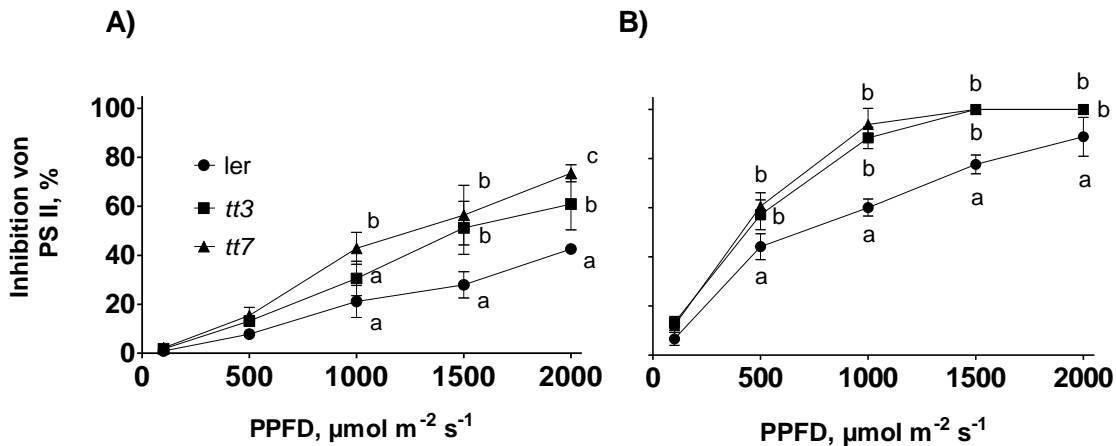 A)
B)
100
80
60
40
20
0
Inhibition von
PS II, %
ler
tt3
tt7
c
b
b
b
b
a
a
a
a
0 500 1000 1500 2000
PPFD, µmol m⁻² s⁻¹
b
b
b
b
b
b
b
b
a
a
a
a
0 500 1000 1500 2000
PPFD, µmol m⁻² s⁻¹